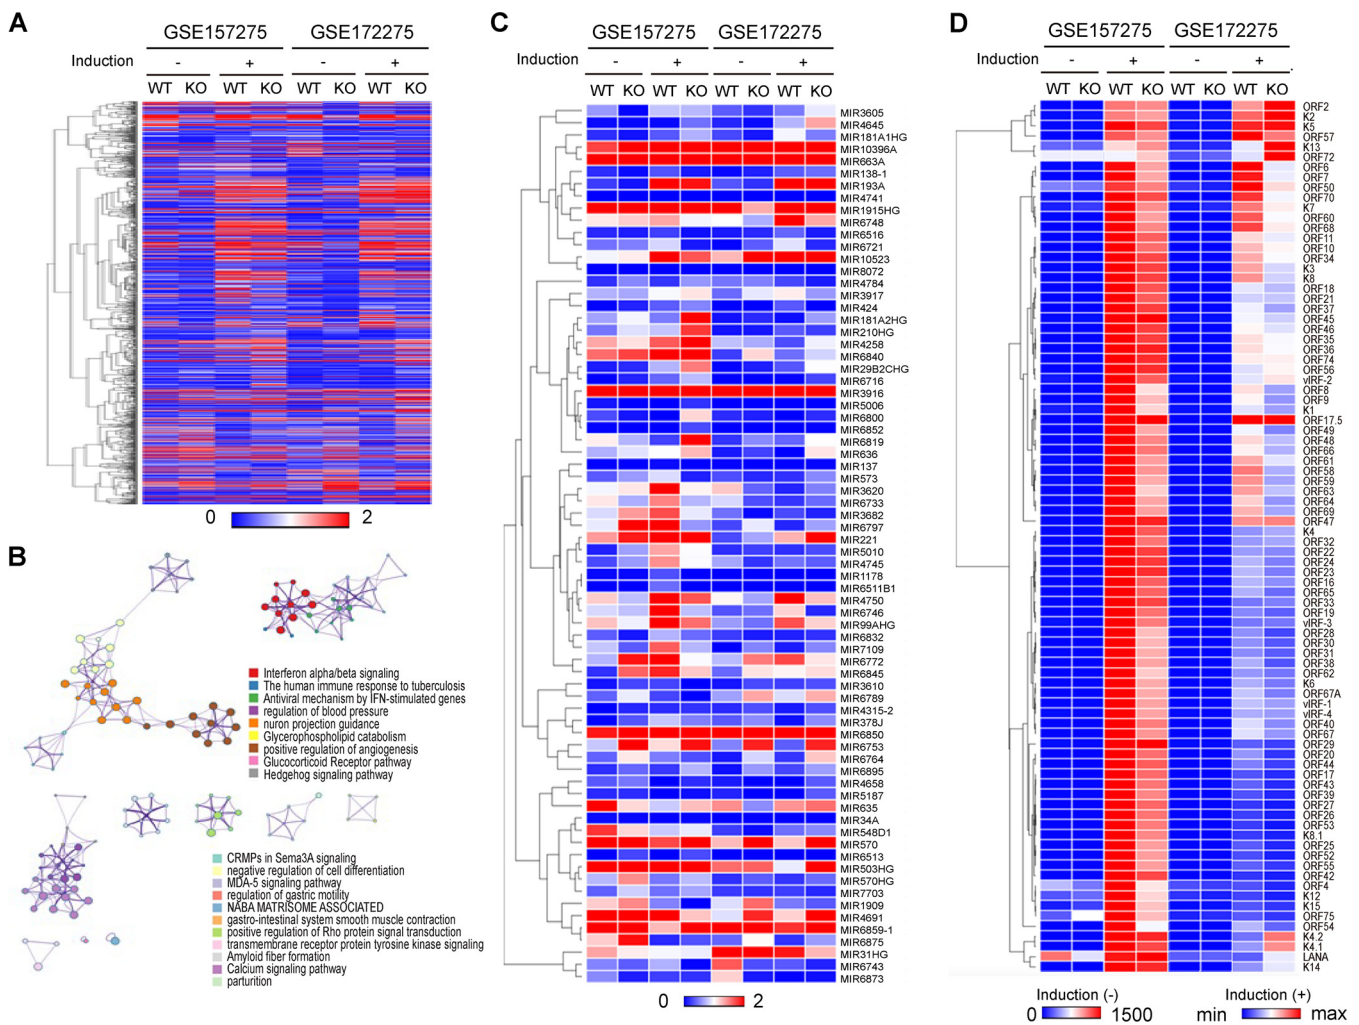 A
GSE157275 GSE172275
Induction - + - +
WT KO WT KO WT KO WT KO
0 2
B
Interferon alpha/beta signaling
The human immune response to tuberculosis
Antiviral mechanism by IFN-stimulated genes
regulation of blood pressure
nuron projection guidance
Glycerophospholipid catabolism
positive regulation of angiogenesis
Glucocorticoid Receptor pathway
Hedgehog signaling pathway
CRMPs in Sema3A signaling
negative regulation of cell differentiation
MDA-5 signaling pathway
regulation of gastric motility
NABA MATRISOME ASSOCIATED
gastro-intestinal system smooth muscle contraction
positive regulation of Rho protein signal transduction
transmembrane receptor protein tyrosine kinase signaling
Amyloid fiber formation
Calcium signaling pathway
parturition
C
GSE157275 GSE172275
Induction - + - +
WT KO WT KO WT KO WT KO
MIR3605
MIR4645
MIR181A1HG
MIR10396A
MIR663A
MIR138-1
MIR193A
MIR4741
MIR1915HG
MIR6748
MIR6516
MIR6721
MIR10523
MIR8072
MIR4784
MIR3917
MIR424
MIR181A2HG
MIR210HG
MIR4258
MIR6840
MIR29B2CHG
MIR6716
MIR3916
MIR5006
MIR6800
MIR6852
MIR6819
MIR636
MIR137
MIR573
MIR3620
MIR6733
MIR3682
MIR6797
MIR221
MIR5010
MIR4745
MIR1178
MIR6511B1
MIR4750
MIR6746
MIR99AHG
MIR6832
MIR7109
MIR6772
MIR6845
MIR3610
MIR6789
MIR4315-2
MIR378J
MIR6850
MIR6753
MIR6764
MIR6895
MIR4658
MIR5187
MIR635
MIR34A
MIR548D1
MIR570
MIR6513
MIR503HG
MIR570HG
MIR7703
MIR1909
MIR4691
MIR6859-1
MIR6875
MIR31HG
MIR6743
MIR6873
0 2
D
GSE157275 GSE172275
Induction - + - +
WT KO WT KO WT KO WT KO
ORF2
K2
K5
ORF57
K13
ORF72
ORF6
ORF7
ORF50
ORF70
K7
ORF60
ORF68
ORF11
ORF10
ORF34
K3
K8
ORF18
ORF21
ORF37
ORF45
ORF46
ORF35
ORF36
ORF74
ORF56
vIRF-2
ORF8
ORF9
K1
ORF17.5
ORF49
ORF48
ORF66
ORF61
ORF58
ORF59
ORF63
ORF64
ORF69
ORF47
K4
ORF32
ORF22
ORF24
ORF23
ORF16
ORF65
ORF33
ORF19
vIRF-3
ORF28
ORF30
ORF31
ORF38
ORF62
K6
ORF67A
vIRF-1
vIRF-4
ORF40
ORF67
ORF29
ORF20
ORF44
ORF17
ORF43
ORF39
ORF27
ORF26
ORF53
K8.1
ORF25
ORF52
ORF55
ORF42
ORF4
K12
K15
ORF75
ORF54
K4.2
K4.1
LANA
K14
Induction (-) Induction (+)
0 1500 min max